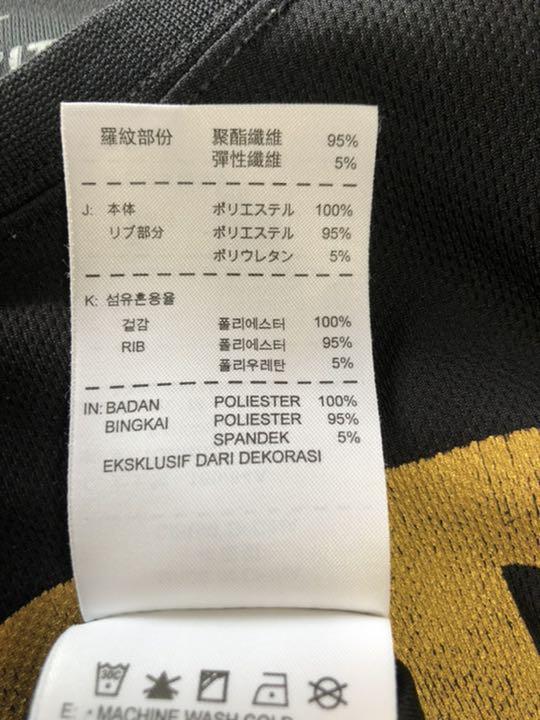 羅紋部份 聚酯纖維 95%
彈性纖維 5%
J: 本体 ポリエステル 100%
リブ部分 ポリエステル 95%
ポリウレタン 5%
K: 섬유혼용율
겉감 폴리에스터 100%
RIB 폴리에스터 95%
폴리우레탄 5%
IN: BADAN POLIESTER 100%
BINGKAI POLIESTER 95%
SPANDEK 5%
EKSKLUSIF DARI DEKORASI
30C
E: • MACHINE WASH COLD